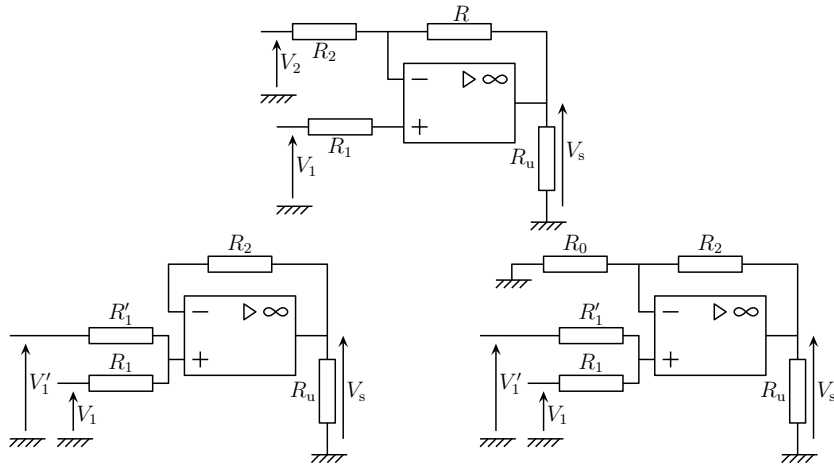 R
R₂
V₂
− ▷ ∞
+
R₁
V₁
Rᵤ
Vₛ
R₂
− ▷ ∞
R′₁
+
R₁
V′₁
V₁
Rᵤ
Vₛ
R₀
R₂
− ▷ ∞
R′₁
+
R₁
V′₁
V₁
Rᵤ
Vₛ